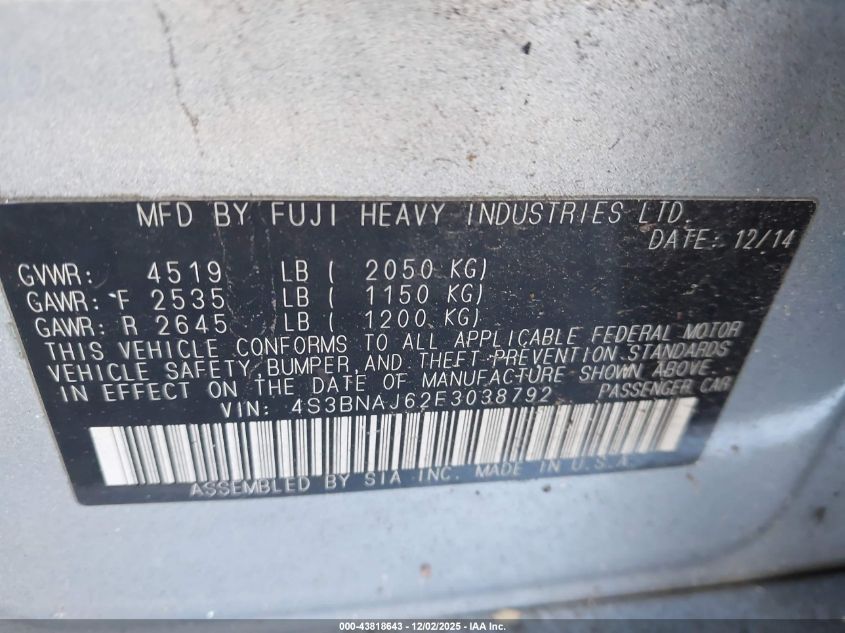 MFD BY FUJI HEAVY INDUSTRIES LTD.
DATE: 12/14
GVWR: 4519 LB ( 2050 KG)
GAWR: F 2535 LB ( 1150 KG)
GAWR: R 2645 LB ( 1200 KG)
THIS VEHICLE CONFORMS TO ALL APPLICABLE FEDERAL MOTOR
VEHICLE SAFETY, BUMPER, AND THEFT PREVENTION STANDARDS
IN EFFECT ON THE DATE OF MANUFACTURE SHOWN ABOVE.
VIN: 4S3BNAJ62F3038792 PASSENGER CAR
ASSEMBLED BY SIA INC. MADE IN U.S.A.
000-43818643 - 12/02/2025 - IAA Inc.